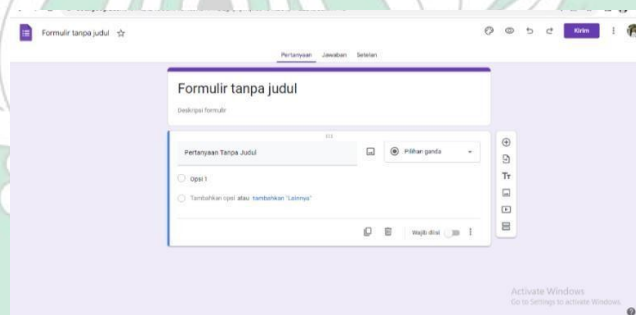 Formulir tanpa judul
Kirim
Pertanyaan Jawaban Setelan
Formulir tanpa judul
Deskripsi formulir
Pertanyaan Tanpa Judul
Pilihan ganda
Opsi 1
Tambahkan opsi atau tambahkan "Lainnya"
Wajib diisi
Activate Windows
Go to Settings to activate Windows.